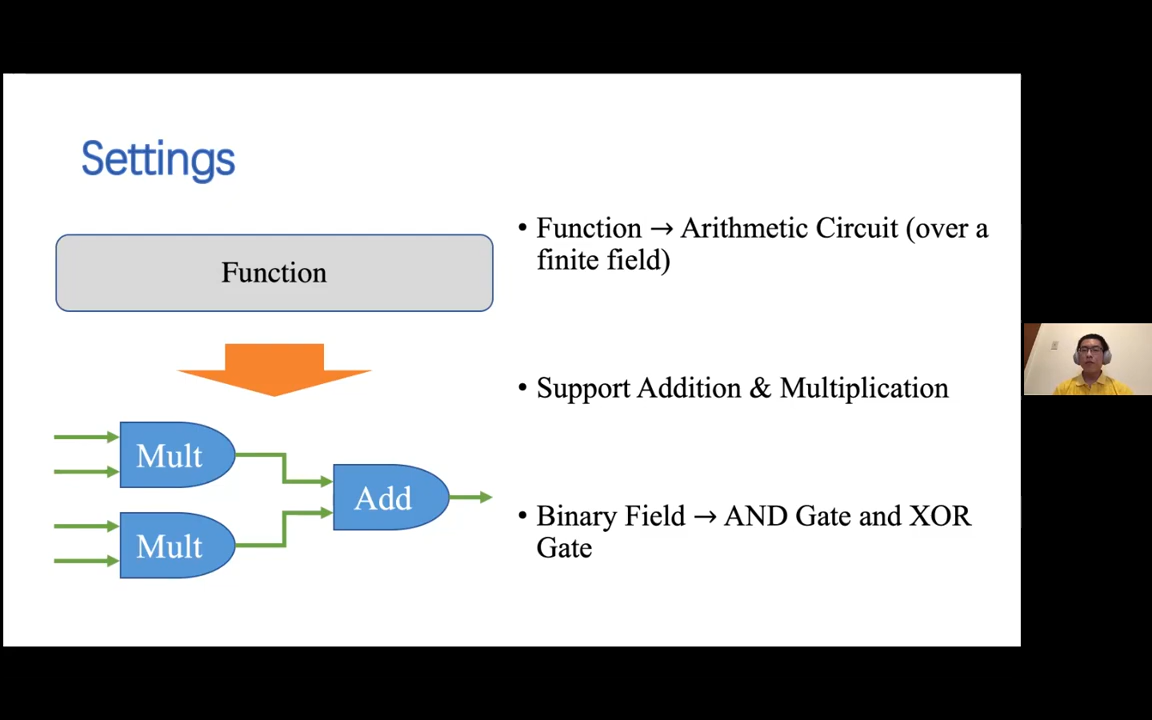 Settings
Function
Mult
Mult
Add
• Function → Arithmetic Circuit (over a
finite field)
• Support Addition & Multiplication
• Binary Field → AND Gate and XOR
Gate